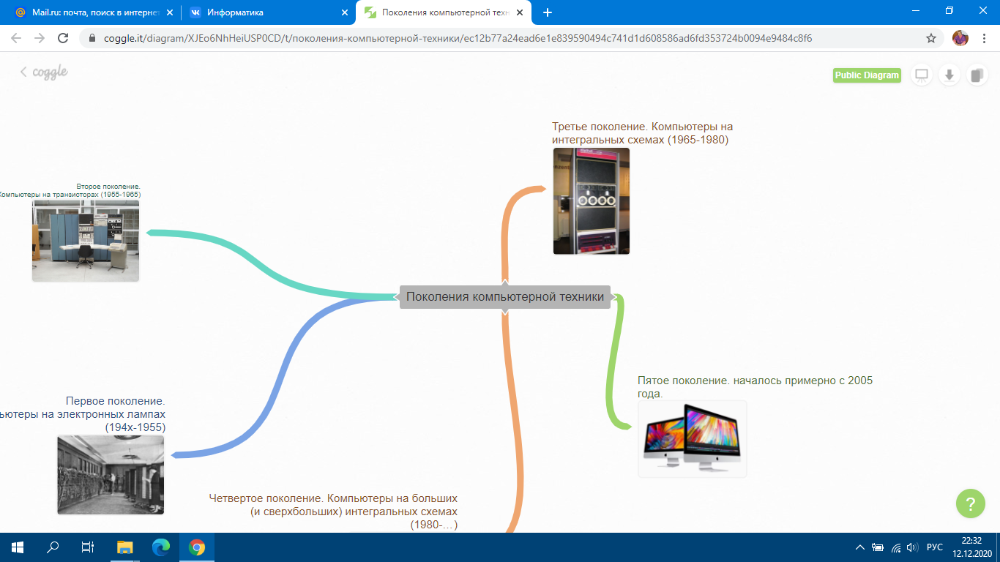 Mail.ru: почта, поиск в интернет
Информатика
Поколения компьютерной техн
coggle.it/diagram/XJEo6NhHeiUSP0CD/t/поколения-компьютерной-техники/ec12b77a24ead6e1e839590494c741d1d608586ad6fd353724b0094e9484c8f6
coggle
Public Diagram
Третье поколение. Компьютеры на
интегральных схемах (1965-1980)
Второе поколение.
Компьютеры на транзисторах (1955-1965)
Поколения компьютерной техники
Пятое поколение. началось примерно с 2005
года.
Первое поколение.
ьютеры на электронных лампах
(194х-1955)
Четвертое поколение. Компьютеры на больших
(и сверхбольших) интегральных схемах
(1980-…)
?
РУС
22:32
12.12.2020